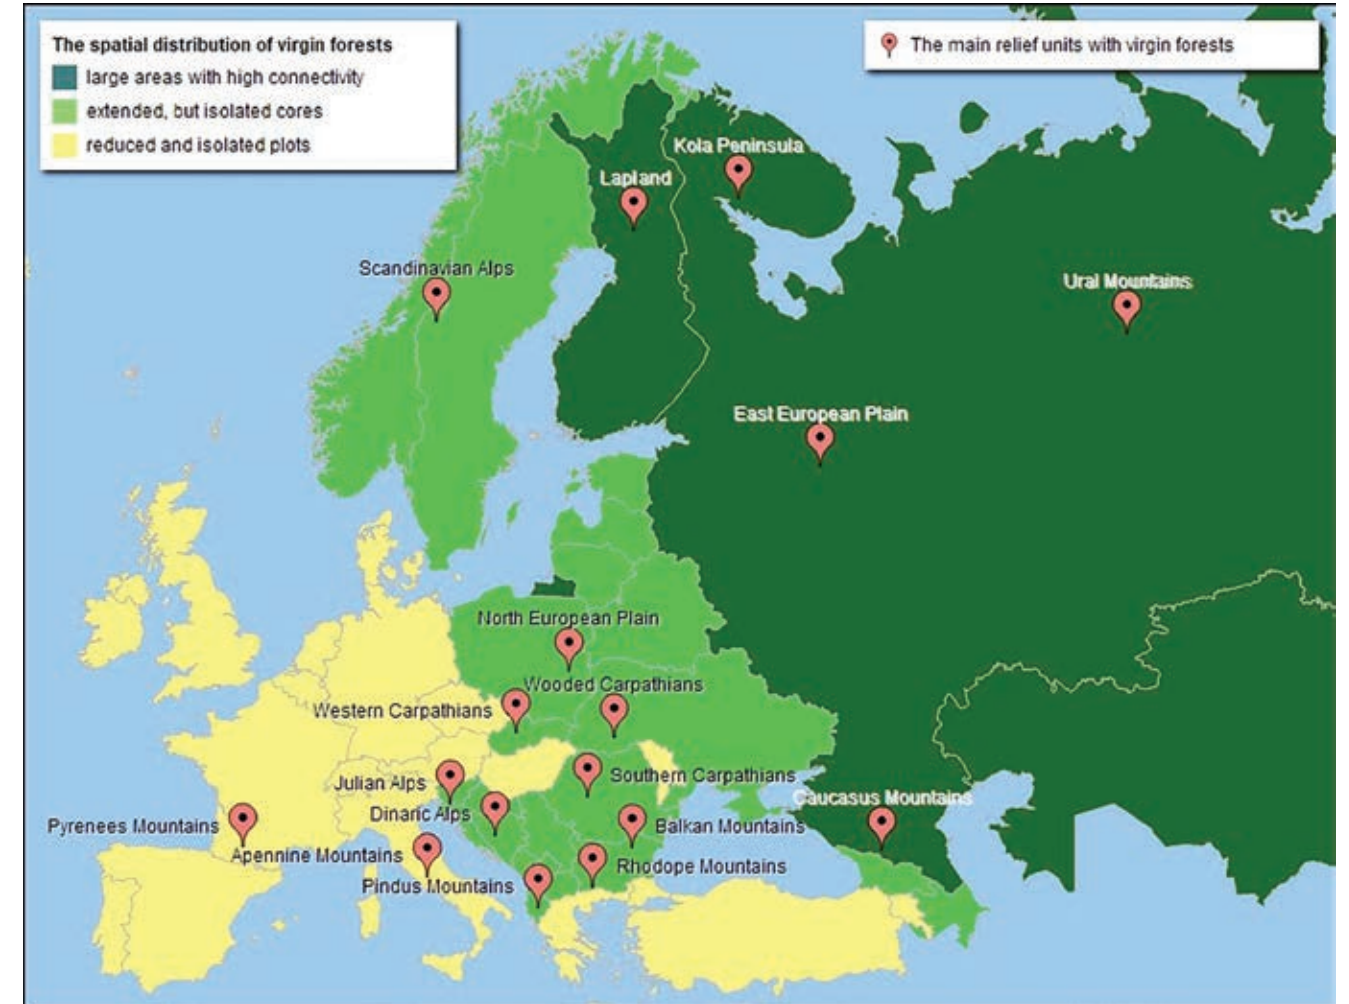 The spatial distribution of virgin forests
large areas with high connectivity
extended, but isolated cores
reduced and isolated plots
The main relief units with virgin forests
Kola Peninsula
Lapland
Scandinavian Alps
Ural Mountains
East European Plain
North European Plain
Wooded Carpathians
Western Carpathians
Southern Carpathians
Julian Alps
Caucasus Mountains
Dinaric Alps
Pyrenees Mountains
Balkan Mountains
Apennine Mountains
Rhodope Mountains
Pindus Mountains